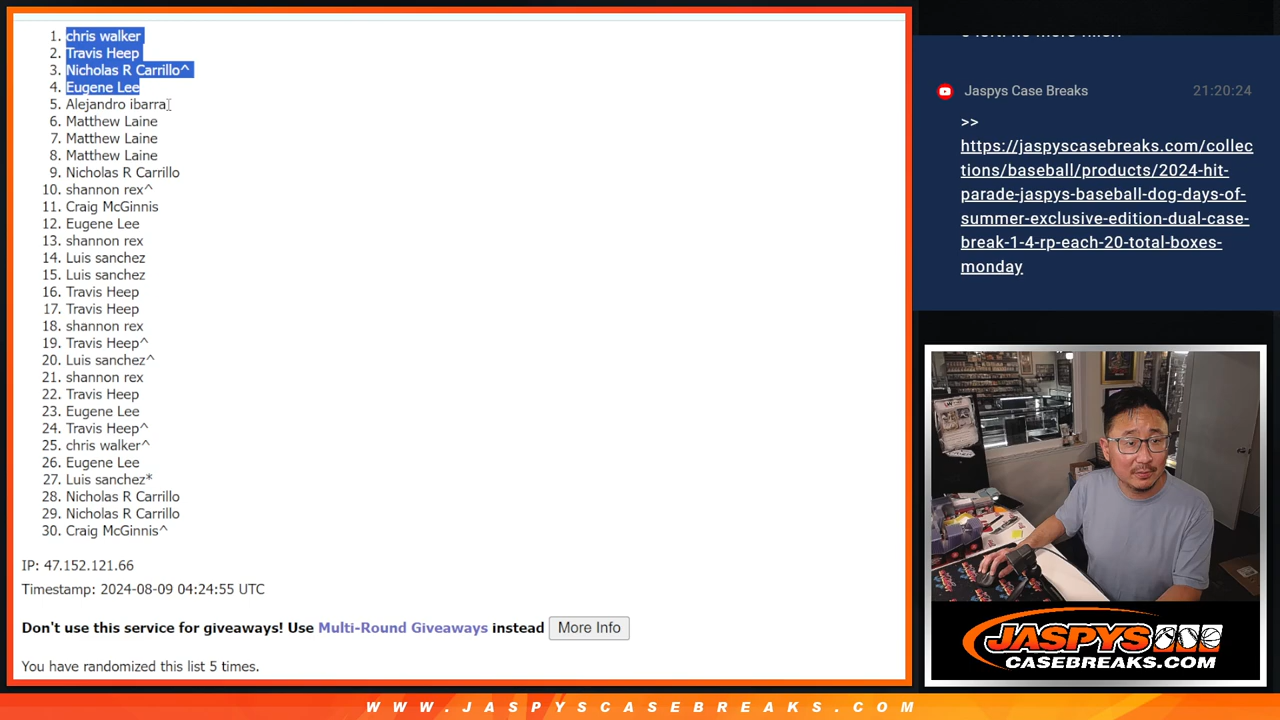 1. chris walker
2. Travis Heep
3. Nicholas R Carrillo^
4. Eugene Lee
5. Alejandro ibarra
6. Matthew Laine
7. Matthew Laine
8. Matthew Laine
9. Nicholas R Carrillo
10. shannon rex^
11. Craig McGinnis
12. Eugene Lee
13. shannon rex
14. Luis sanchez
15. Luis sanchez
16. Travis Heep
17. Travis Heep
18. shannon rex
19. Travis Heep^
20. Luis sanchez^
21. shannon rex
22. Travis Heep
23. Eugene Lee
24. Travis Heep^
25. chris walker^
26. Eugene Lee
27. Luis sanchez*
28. Nicholas R Carrillo
29. Nicholas R Carrillo
30. Craig McGinnis^
IP: 47.152.121.66
Timestamp: 2024-08-09 04:24:55 UTC
Don't use this service for giveaways! Use Multi-Round Giveaways instead More Info
You have randomized this list 5 times.
Jaspys Case Breaks 21:20:24
>>
https://jaspyscasebreaks.com/collec
tions/baseball/products/2024-hit-
parade-jaspys-baseball-dog-days-of-
summer-exclusive-edition-dual-case-
break-1-4-rp-each-20-total-boxes-
monday
JASPYS
CASEBREAKS.COM
WWW.JASPYSCASEBREAKS.COM